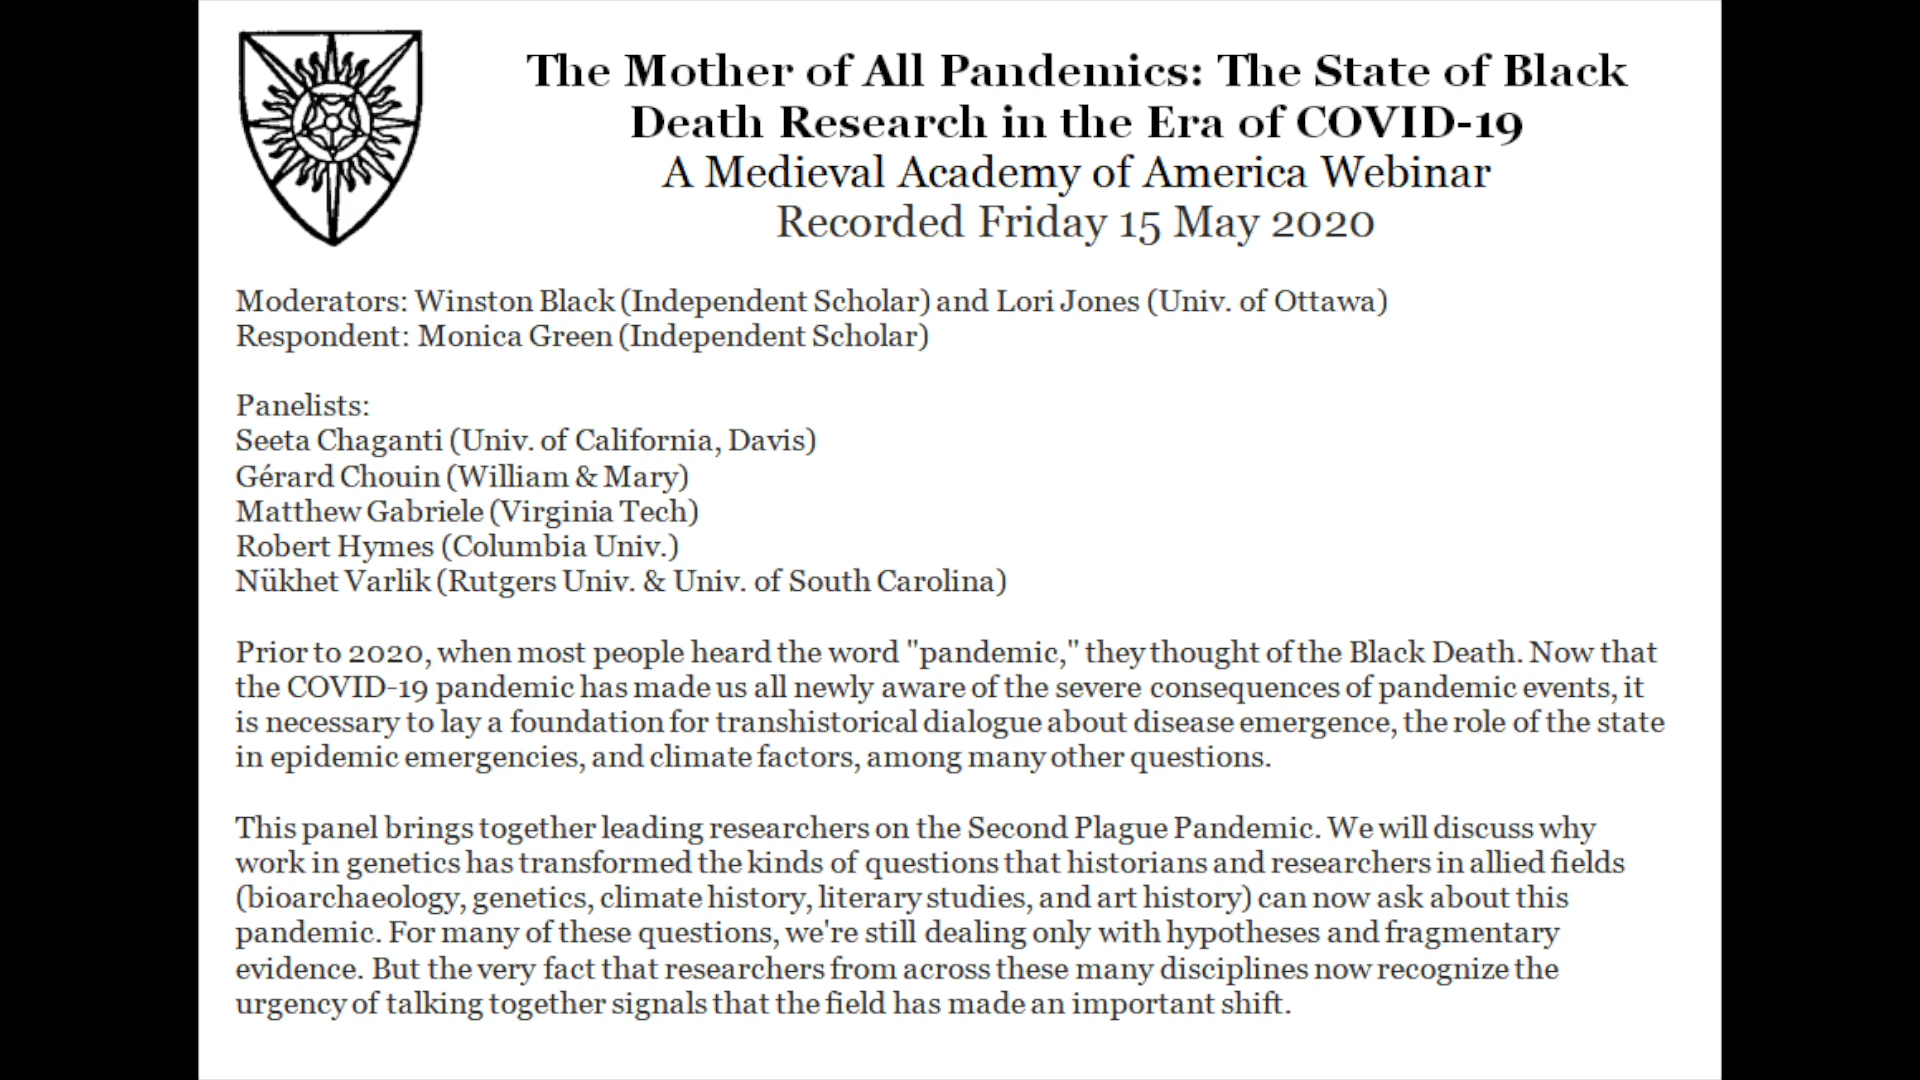 The Mother of All Pandemics: The State of Black
Death Research in the Era of COVID-19
A Medieval Academy of America Webinar
Recorded Friday 15 May 2020
Moderators: Winston Black (Independent Scholar) and Lori Jones (Univ. of Ottawa)
Respondent: Monica Green (Independent Scholar)
Panelists:
Seeta Chaganti (Univ. of California, Davis)
Gérard Chouin (William & Mary)
Matthew Gabriele (Virginia Tech)
Robert Hymes (Columbia Univ.)
Nükhet Varlik (Rutgers Univ. & Univ. of South Carolina)
Prior to 2020, when most people heard the word "pandemic," they thought of the Black Death. Now that
the COVID-19 pandemic has made us all newly aware of the severe consequences of pandemic events, it
is necessary to lay a foundation for transhistorical dialogue about disease emergence, the role of the state
in epidemic emergencies, and climate factors, among many other questions.
This panel brings together leading researchers on the Second Plague Pandemic. We will discuss why
work in genetics has transformed the kinds of questions that historians and researchers in allied fields
(bioarchaeology, genetics, climate history, literary studies, and art history) can now ask about this
pandemic. For many of these questions, we're still dealing only with hypotheses and fragmentary
evidence. But the very fact that researchers from across these many disciplines now recognize the
urgency of talking together signals that the field has made an important shift.